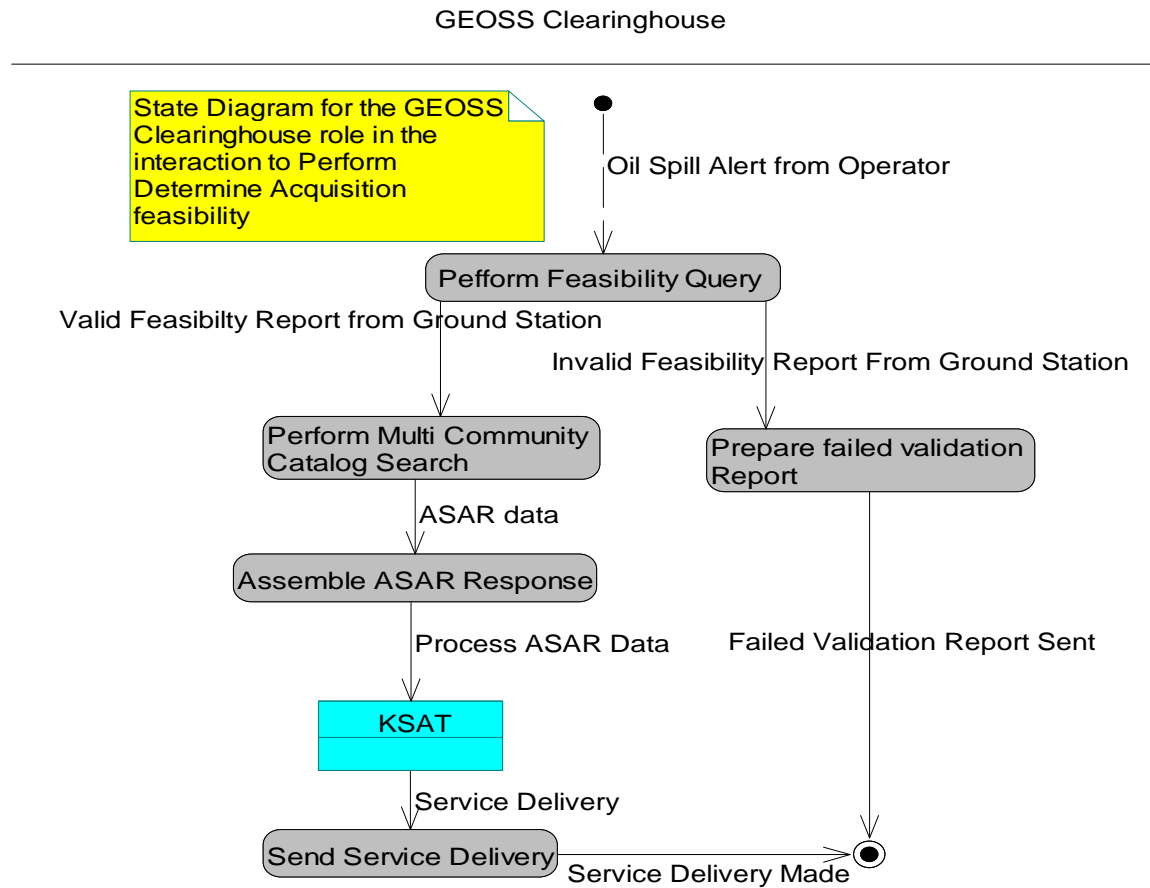 GEOSS Clearinghouse
State Diagram for the GEOSS
Clearinghouse role in the
interaction to Perform
Determine Acquisition
feasibility
Oil Spill Alert from Operator
Pefform Feasibility Query
Valid Feasibilty Report from Ground Station
Invalid Feasibility Report From Ground Station
Perform Multi Community
Catalog Search
Prepare failed validation
Report
ASAR data
Assemble ASAR Response
Process ASAR Data
Failed Validation Report Sent
KSAT
Service Delivery
Send Service Delivery
Service Delivery Made